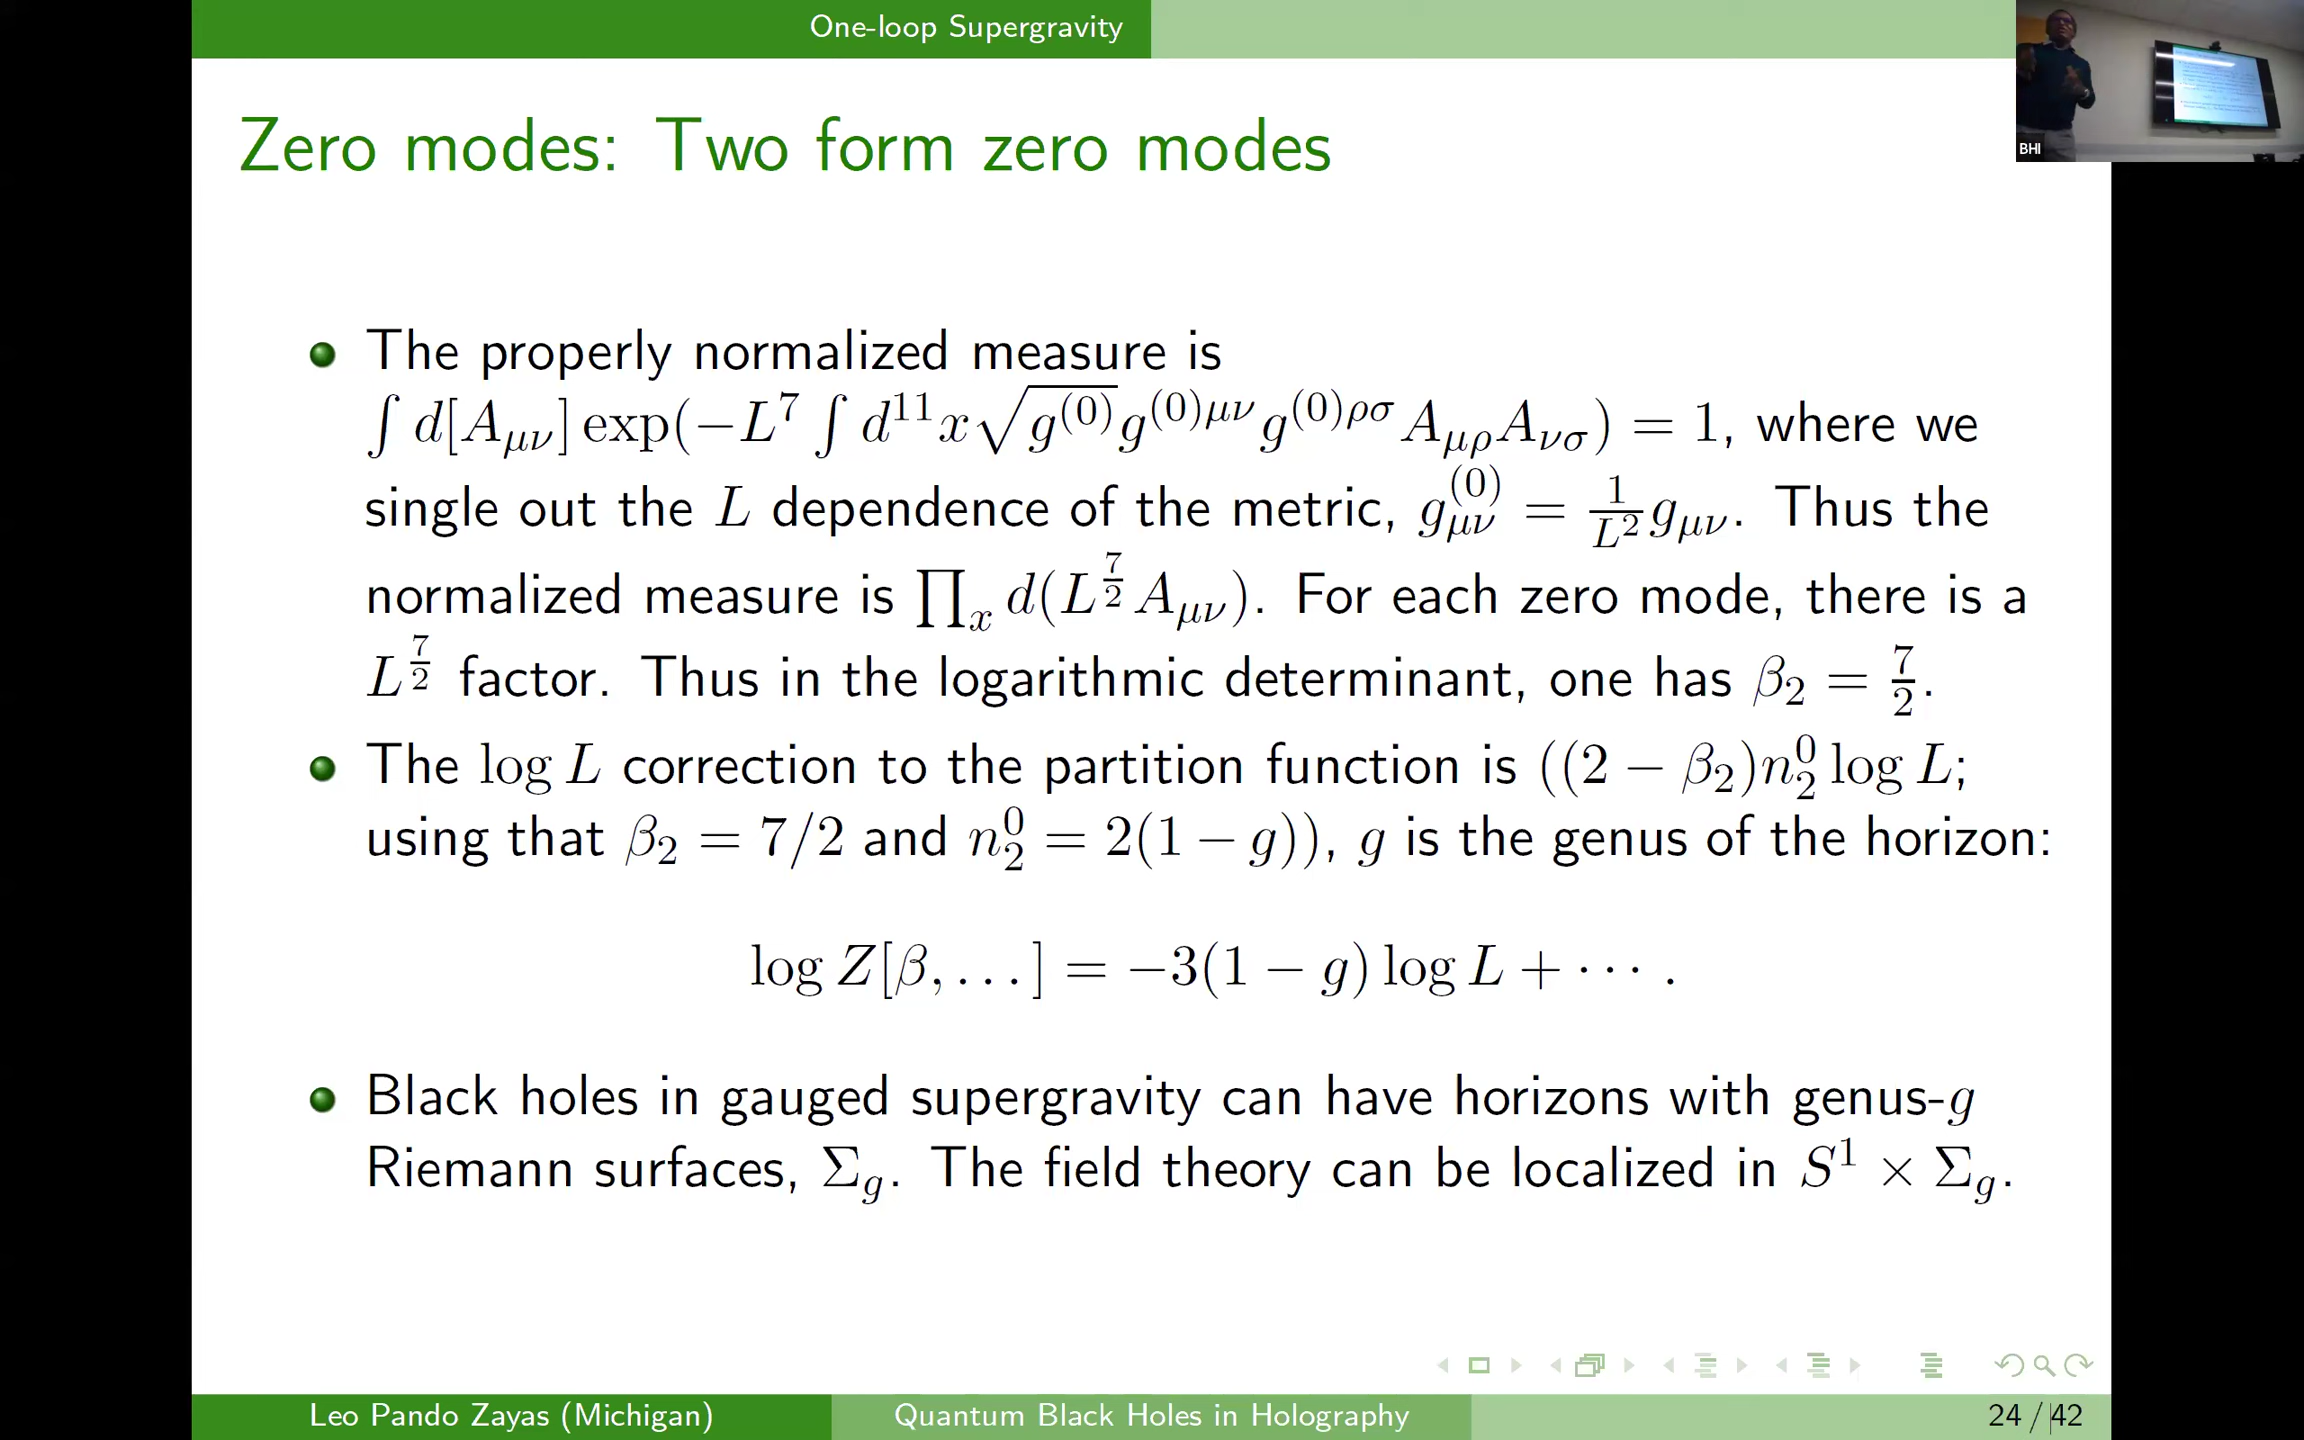 One-loop Supergravity
BHI
Zero modes: Two form zero modes
The properly normalized measure is
∫ d[A_{μν}] exp(−L^7 ∫ d^{11}x√g^{(0)} g^{(0)μν} g^{(0)ρσ} A_{μρ} A_{νσ}) = 1, where we
single out the L dependence of the metric, g^{(0)}_{μν} = \frac{1}{L^2} g_{μν}. Thus the
normalized measure is ∏_x d(L^{\frac{7}{2}} A_{μν}). For each zero mode, there is a
L^{\frac{7}{2}} factor. Thus in the logarithmic determinant, one has β_2 = \frac{7}{2}.
The log L correction to the partition function is ((2 − β_2)n^0_2 log L;
using that β_2 = 7/2 and n^0_2 = 2(1 − g)), g is the genus of the horizon:
log Z[β, . . . ] = −3(1 − g) log L + · · · .
Black holes in gauged supergravity can have horizons with genus-g
Riemann surfaces, Σ_g. The field theory can be localized in S^1 × Σ_g.
Leo Pando Zayas (Michigan)
Quantum Black Holes in Holography
24 / 42